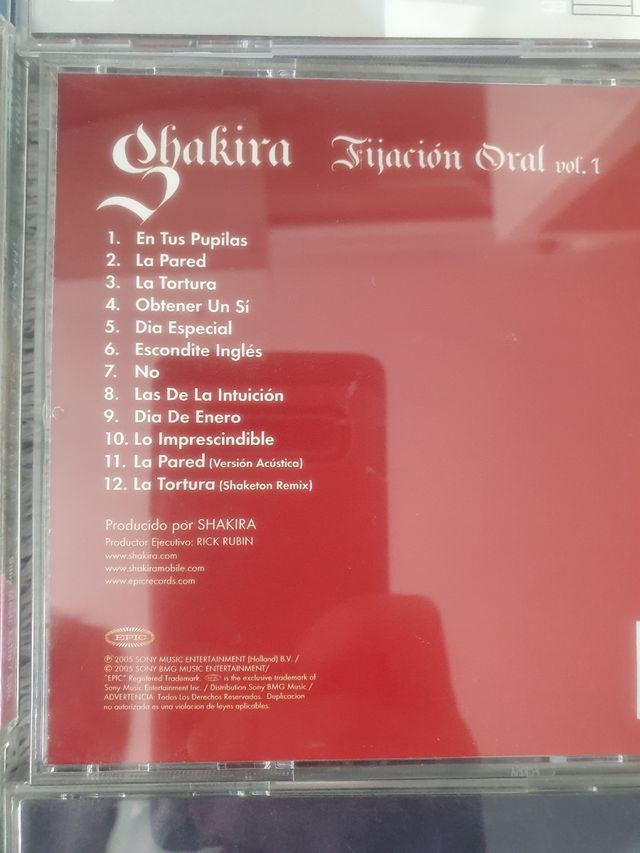 Shakira Fijación Oral vol. 1
1. En Tus Pupilas
2. La Pared
3. La Tortura
4. Obtener Un Sí
5. Dia Especial
6. Escondite Inglés
7. No
8. Las De La Intuición
9. Dia De Enero
10. Lo Imprescindible
11. La Pared (Versión Acústica)
12. La Tortura (Shaketon Remix)
Producido por SHAKIRA
Productor Ejecutivo: RICK RUBIN
www.shakira.com
www.shakiramobile.com
www.epicrecords.com
EPIC
℗ 2005 SONY MUSIC ENTERTAINMENT (Holland) B.V. /
© 2005 SONY BMG MUSIC ENTERTAINMENT/
"EPIC" Registered Trademark. epic is the exclusive trademark of
Sony Music Entertainment Inc. / Distribution Sony BMG Music /
ADVERTENCIA: Todos Los Derechos Reservados. Duplicacion
no autorizada es una violacion de leyes aplicables.